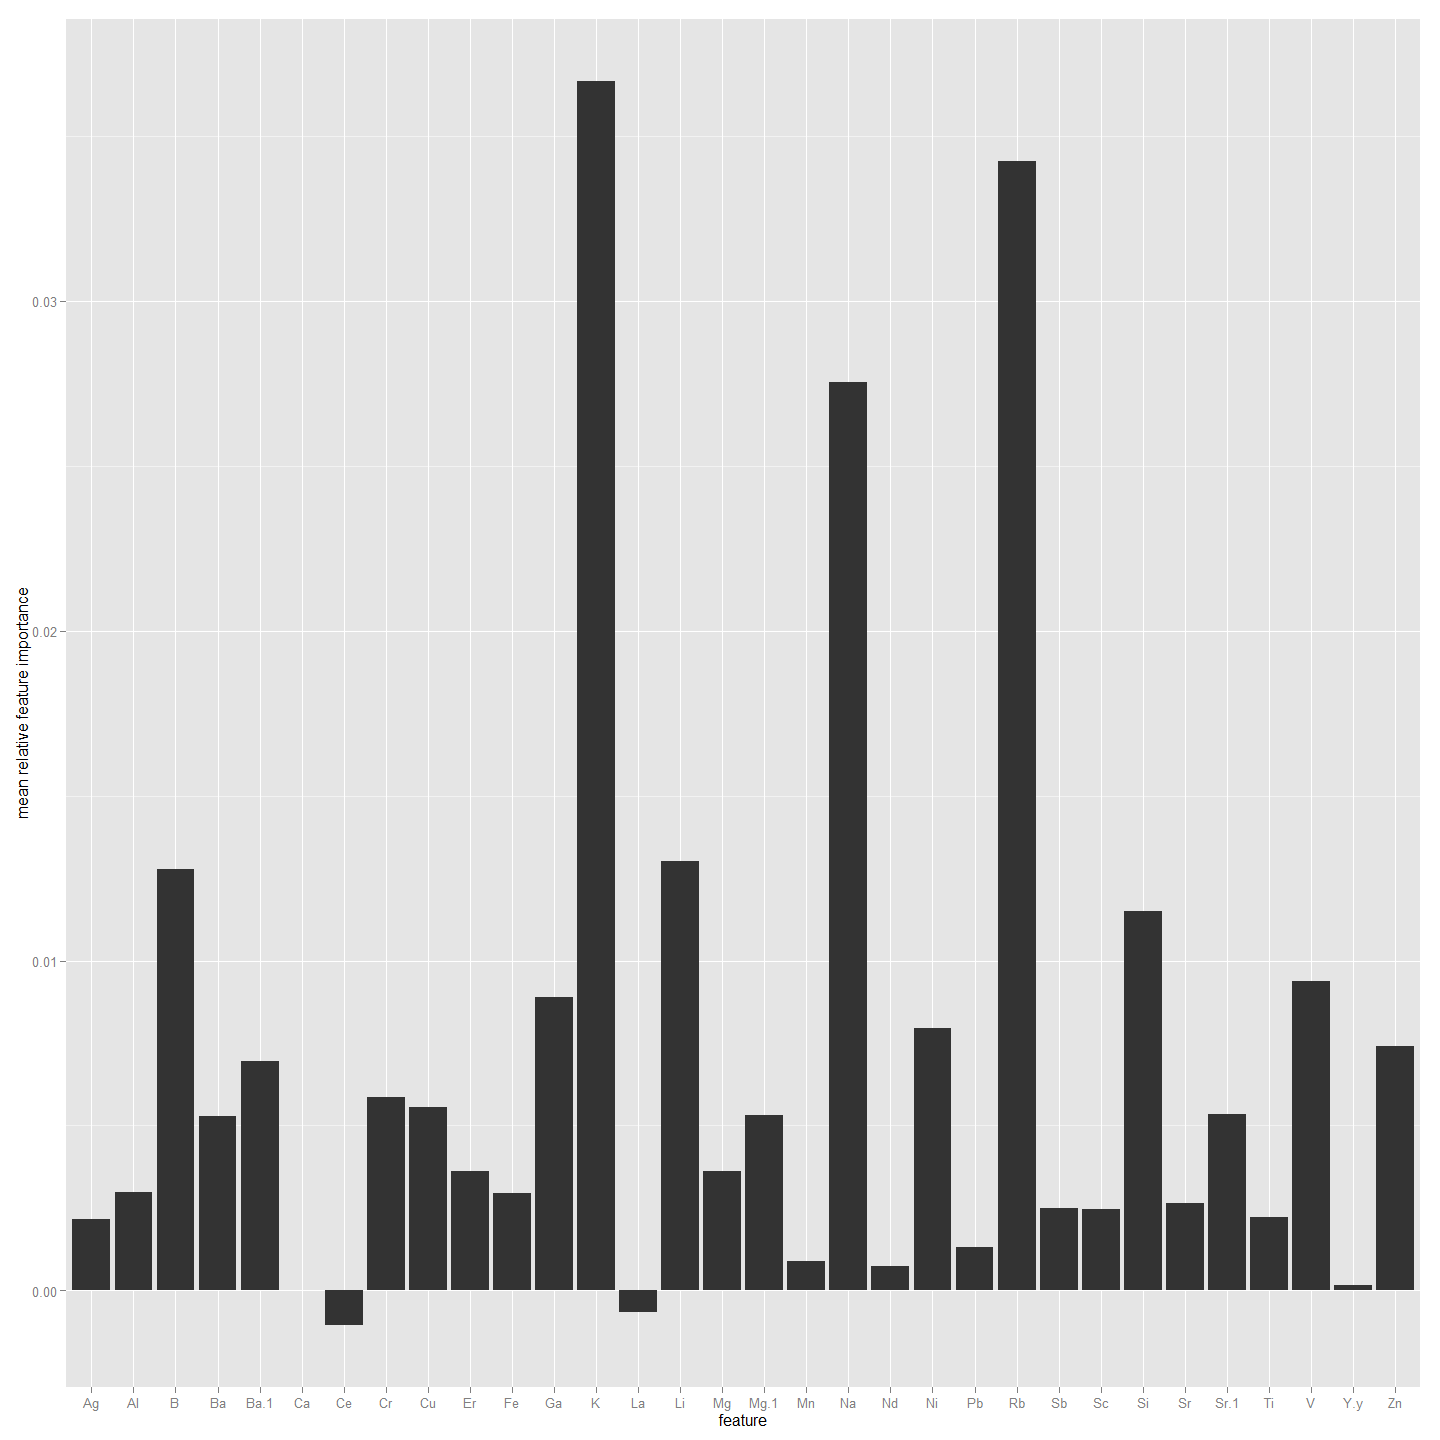 mean relative feature importance
0.03
0.02
0.01
0.00
Ag Al B Ba Ba.1 Ca Ce Cr Cu Er Fe Ga K La Li Mg Mg.1 Mn Na Nd Ni Pb Rb Sb Sc Si Sr Sr.1 Ti V Y.y Zn
feature